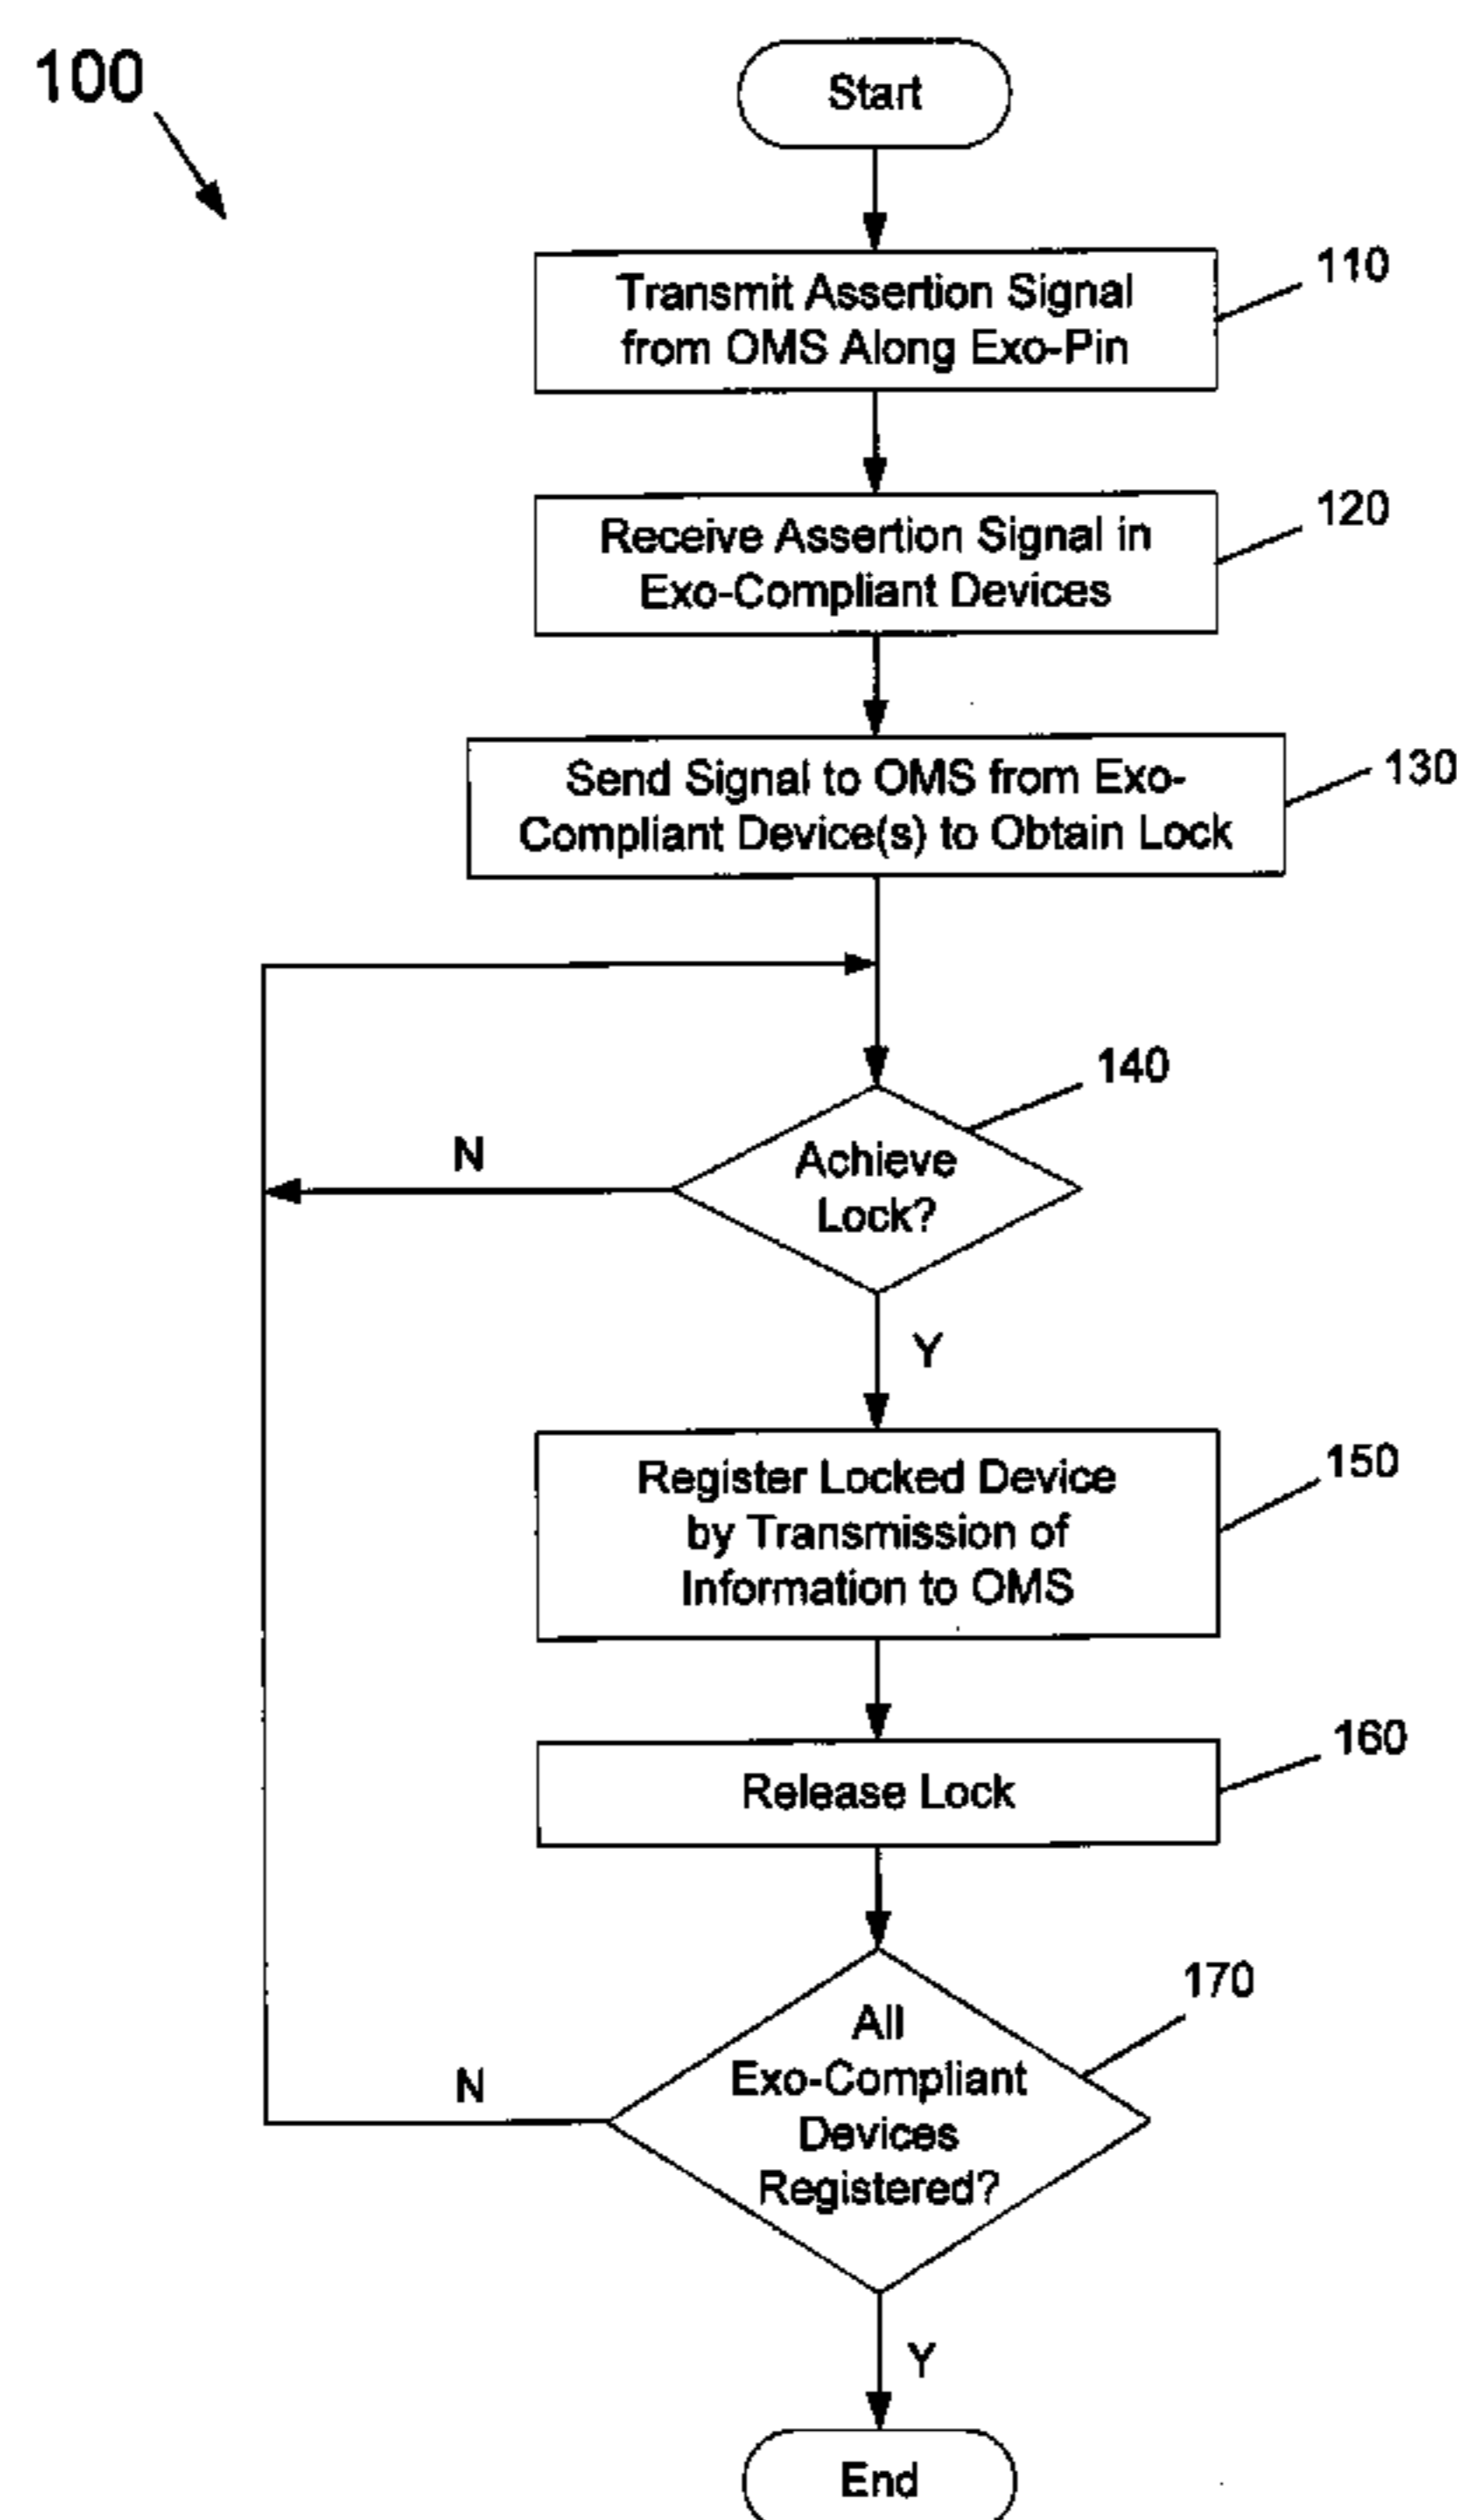 100
Start
Transmit Assertion Signal
from OMS Along Exo-Pin
110
Receive Assertion Signal in
Exo-Compliant Devices
120
Send Signal to OMS from Exo-
Compliant Device(s) to Obtain Lock
130
140
Achieve
Lock?
N
Y
Register Locked Device
by Transmission of
Information to OMS
150
Release Lock
160
170
All
Exo-Compliant
Devices
Registered?
N
Y
End